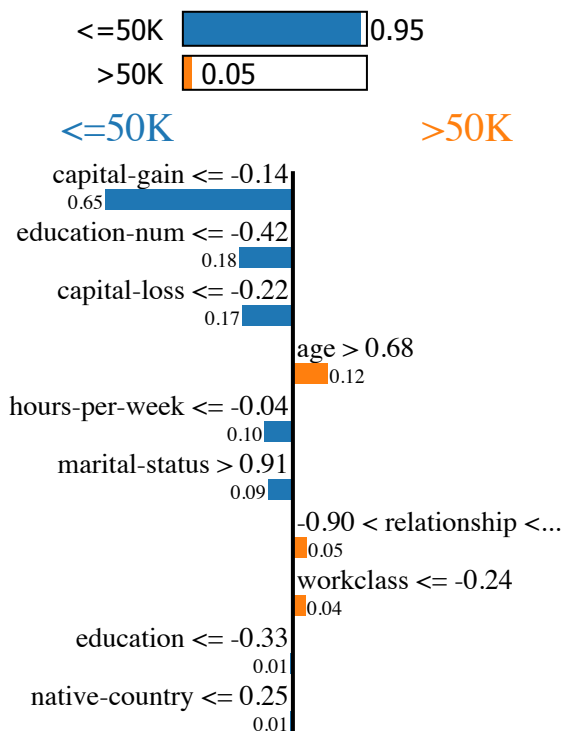 <=50K 0.95
>50K 0.05
<=50K >50K
capital-gain <= -0.14
0.65
education-num <= -0.42
0.18
capital-loss <= -0.22
0.17
age > 0.68
0.12
hours-per-week <= -0.04
0.10
marital-status > 0.91
0.09
-0.90 < relationship <...
0.05
workclass <= -0.24
0.04
education <= -0.33
0.01
native-country <= 0.25
0.01